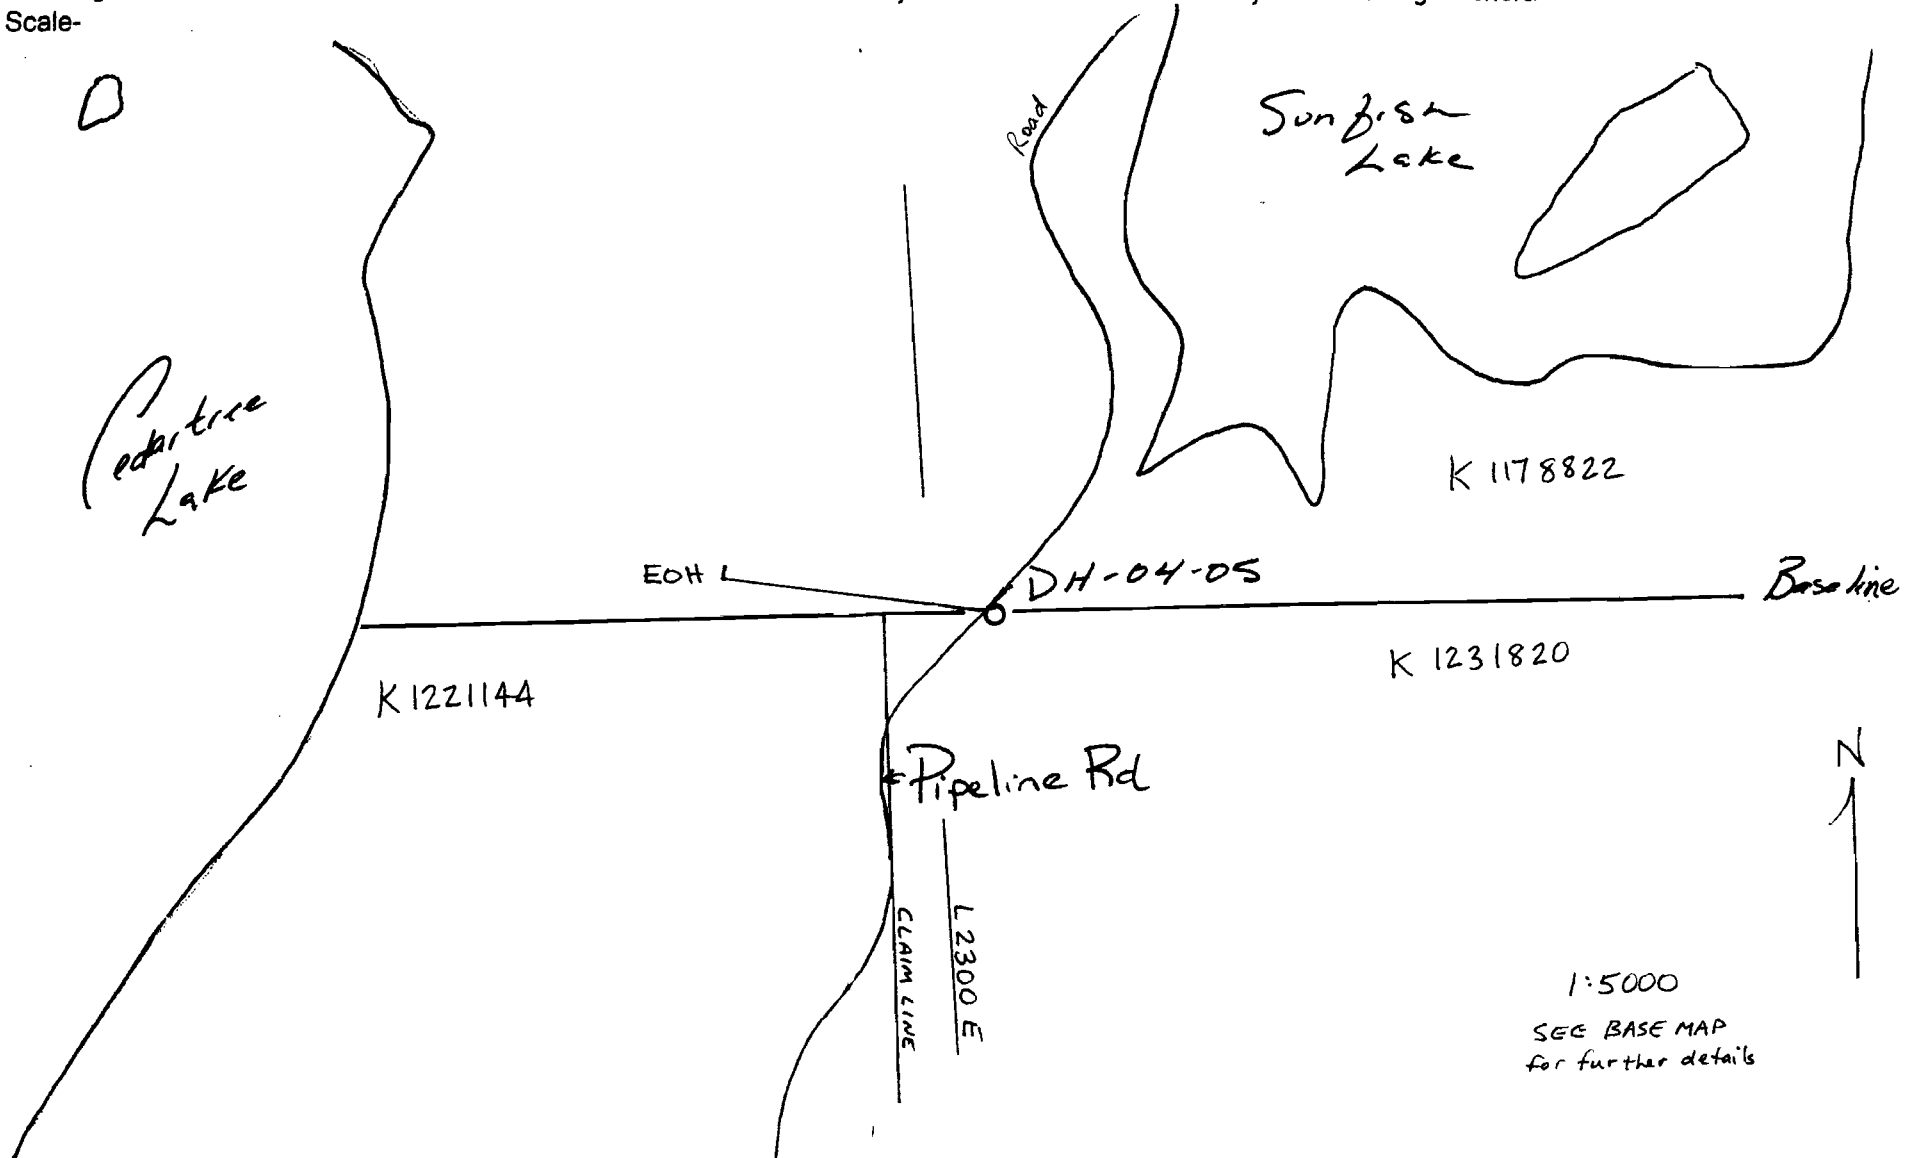 Scale-
Road
Sunfish
Lake
Cedartree
Lake
K 1178822
EOH
DH-04-05
Baseline
K 1231820
K 1221144
Pipeline Rd
N
CLAIM LINE
L2300 E
1:5000
SEE BASE MAP
for further details